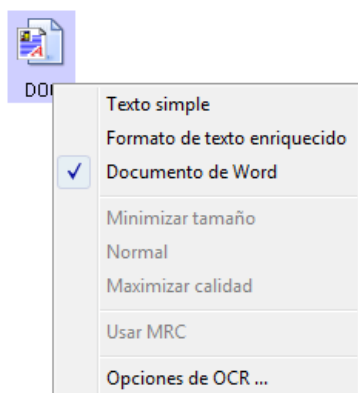 Texto simple
Formato de texto enriquecido
Documento de Word
Minimizar tamaño
Normal
Maximizar calidad
Usar MRC
Opciones de OCR ...